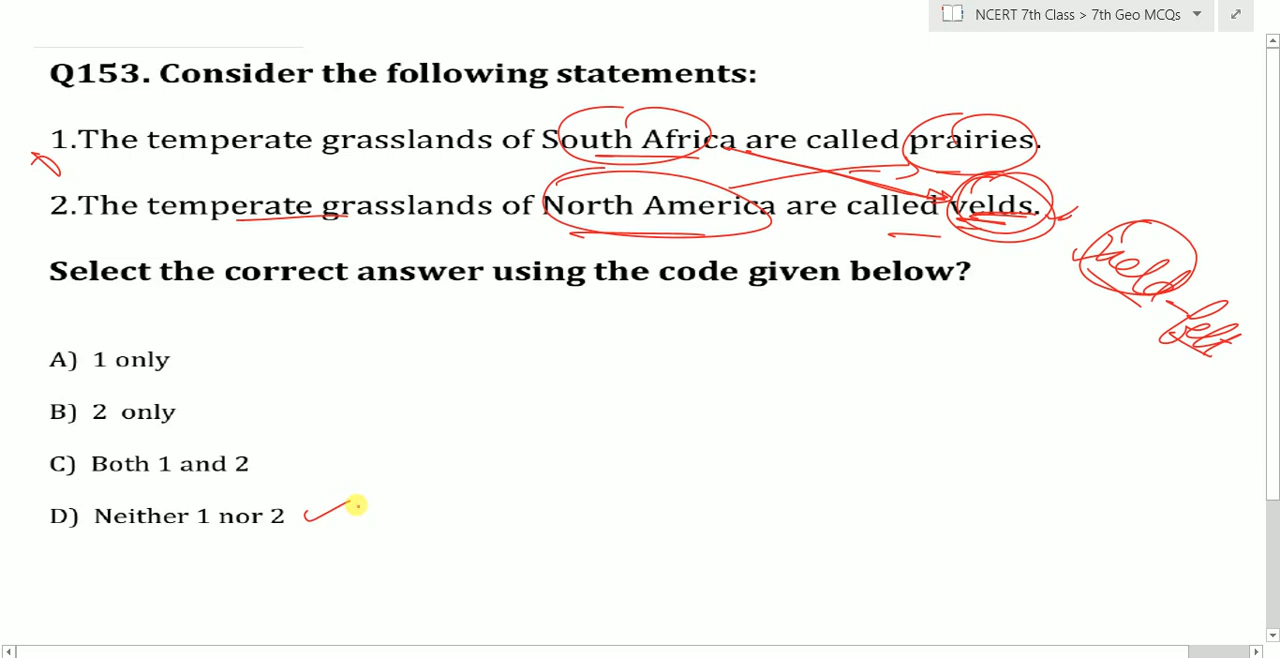 NCERT 7th Class > 7th Geo MCQs
Q153. Consider the following statements:
1.The temperate grasslands of South Africa are called prairies.
2.The temperate grasslands of North America are called velds.
Select the correct answer using the code given below?
A) 1 only
B) 2 only
C) Both 1 and 2
D) Neither 1 nor 2